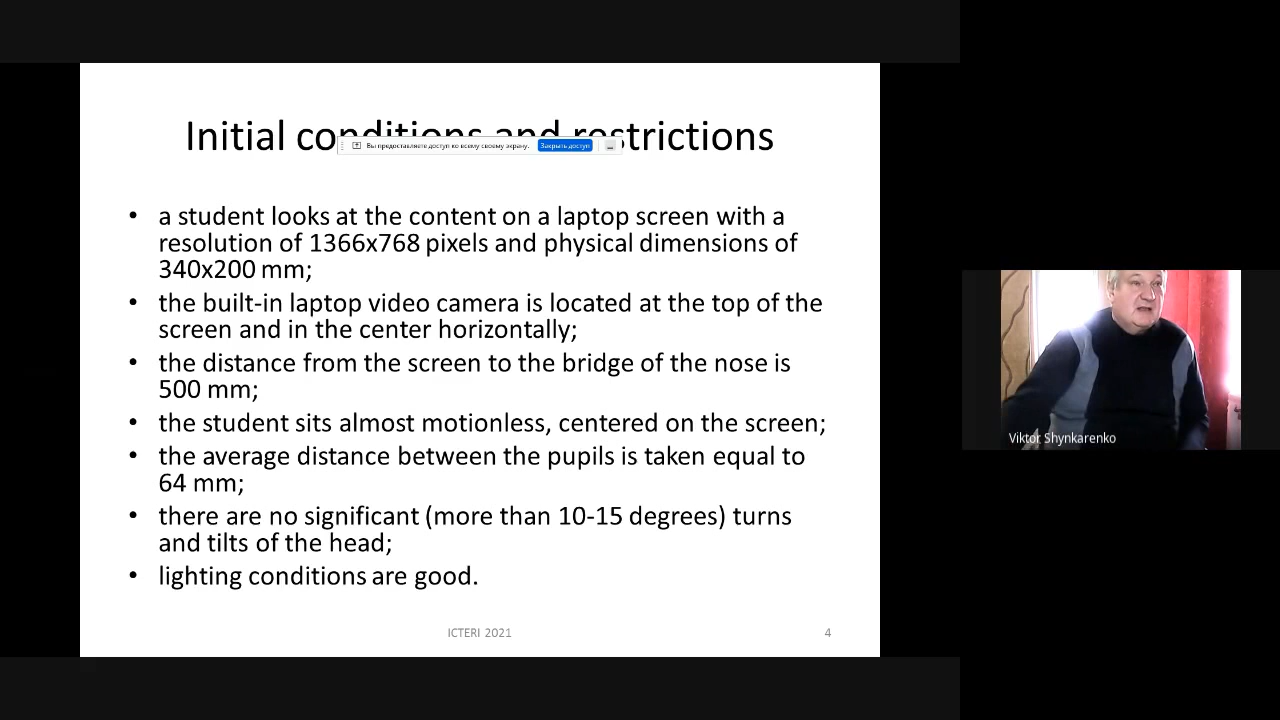 Initial conditions and restrictions
Вы предоставляете доступ ко всему своему экрану.
Закрыть доступ
• a student looks at the content on a laptop screen with a
resolution of 1366x768 pixels and physical dimensions of
340x200 mm;
• the built-in laptop video camera is located at the top of the
screen and in the center horizontally;
• the distance from the screen to the bridge of the nose is
500 mm;
• the student sits almost motionless, centered on the screen;
• the average distance between the pupils is taken equal to
64 mm;
• there are no significant (more than 10-15 degrees) turns
and tilts of the head;
• lighting conditions are good.
ICTERI 2021
4
Viktor Shynkarenko